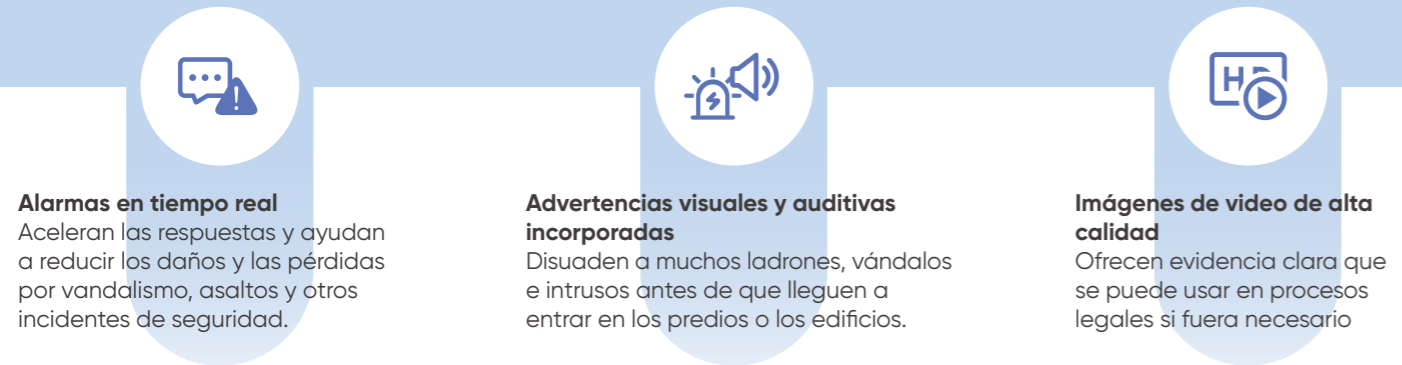 HD
Alarmas en tiempo real
Aceleran las respuestas y ayudan
a reducir los daños y las pérdidas
por vandalismo, asaltos y otros
incidentes de seguridad.
Advertencias visuales y auditivas
incorporadas
Disuaden a muchos ladrones, vándalos
e intrusos antes de que lleguen a
entrar en los predios o los edificios.
Imágenes de video de alta
calidad
Ofrecen evidencia clara que
se puede usar en procesos
legales si fuera necesario